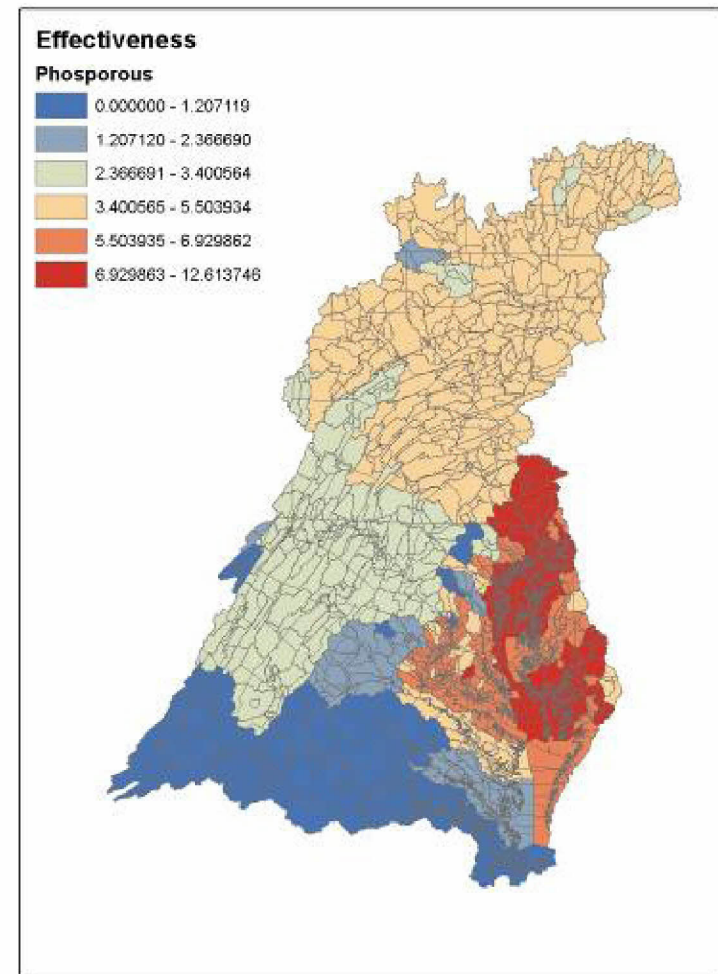 Effectiveness
Phosporous
0.000000 - 1.207119
1.207120 - 2.366690
2.366691 - 3.400564
3.400565 - 5.503934
5.503935 - 6.929862
6.929863 - 12.613746